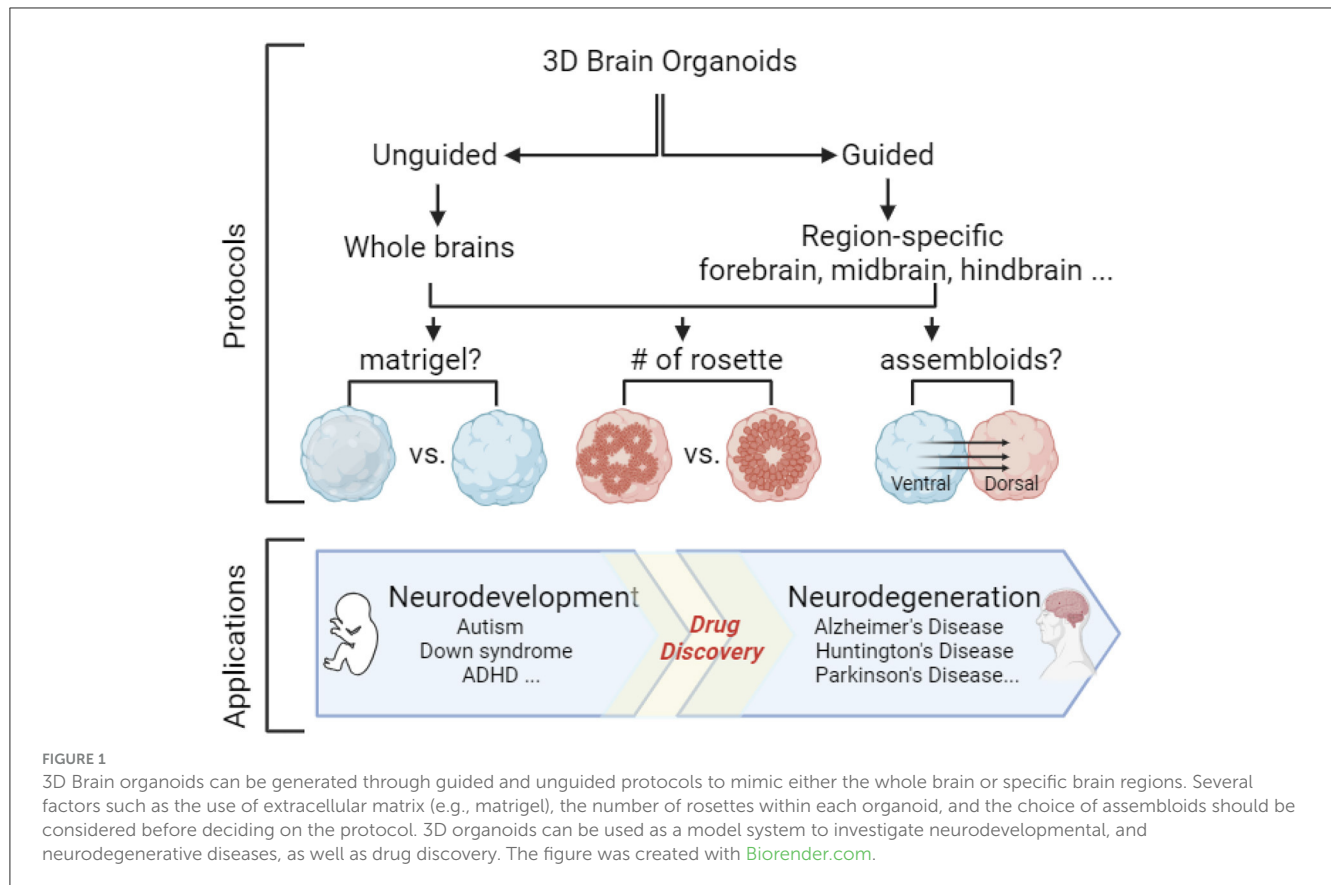 3D Brain Organoids
Unguided
Guided
Whole brains
Region-specific
forebrain, midbrain, hindbrain ...
Protocols
matrigel?
# of rosette
assembloids?
vs.
vs.
Ventral
Dorsal
Applications
Neurodevelopment
Autism
Down syndrome
ADHD ...
Drug
Discovery
Neurodegeneration
Alzheimer's Disease
Huntington's Disease
Parkinson's Disease...
FIGURE 1
3D Brain organoids can be generated through guided and unguided protocols to mimic either the whole brain or specific brain regions. Several
factors such as the use of extracellular matrix (e.g., matrigel), the number of rosettes within each organoid, and the choice of assembloids should be
considered before deciding on the protocol. 3D organoids can be used as a model system to investigate neurodevelopmental, and
neurodegenerative diseases, as well as drug discovery. The figure was created with Biorender.com.